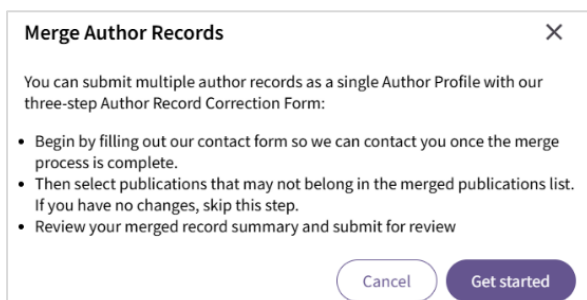 Merge Author Records
You can submit multiple author records as a single Author Profile with our
three-step Author Record Correction Form:
• Begin by filling out our contact form so we can contact you once the merge
process is complete.
• Then select publications that may not belong in the merged publications list.
If you have no changes, skip this step.
• Review your merged record summary and submit for review
Cancel
Get started